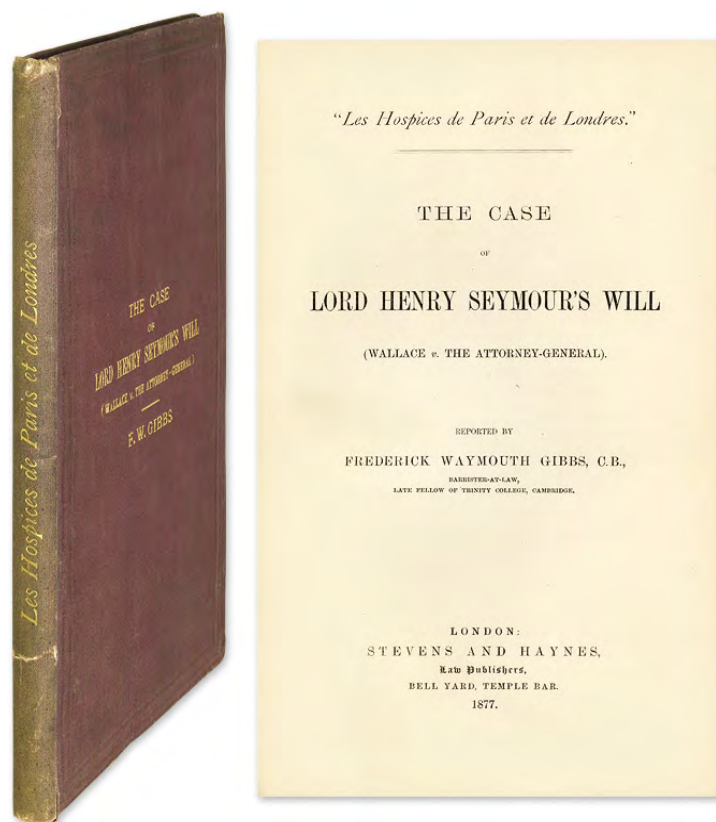 Les Hospices de Paris et de Londres
THE CASE
OF
LORD HENRY SEYMOUR'S WILL
(WALLACE v. THE ATTORNEY-GENERAL)
F. W. GIBBS
"Les Hospices de Paris et de Londres."
THE CASE
OF
LORD HENRY SEYMOUR'S WILL
(WALLACE v. THE ATTORNEY-GENERAL).
REPORTED BY
FREDERICK WAYMOUTH GIBBS, C.B.,
BARRISTER-AT-LAW,
LATE FELLOW OF TRINITY COLLEGE, CAMBRIDGE.
LONDON:
STEVENS AND HAYNES,
Law Publishers,
BELL YARD, TEMPLE BAR.
1877.